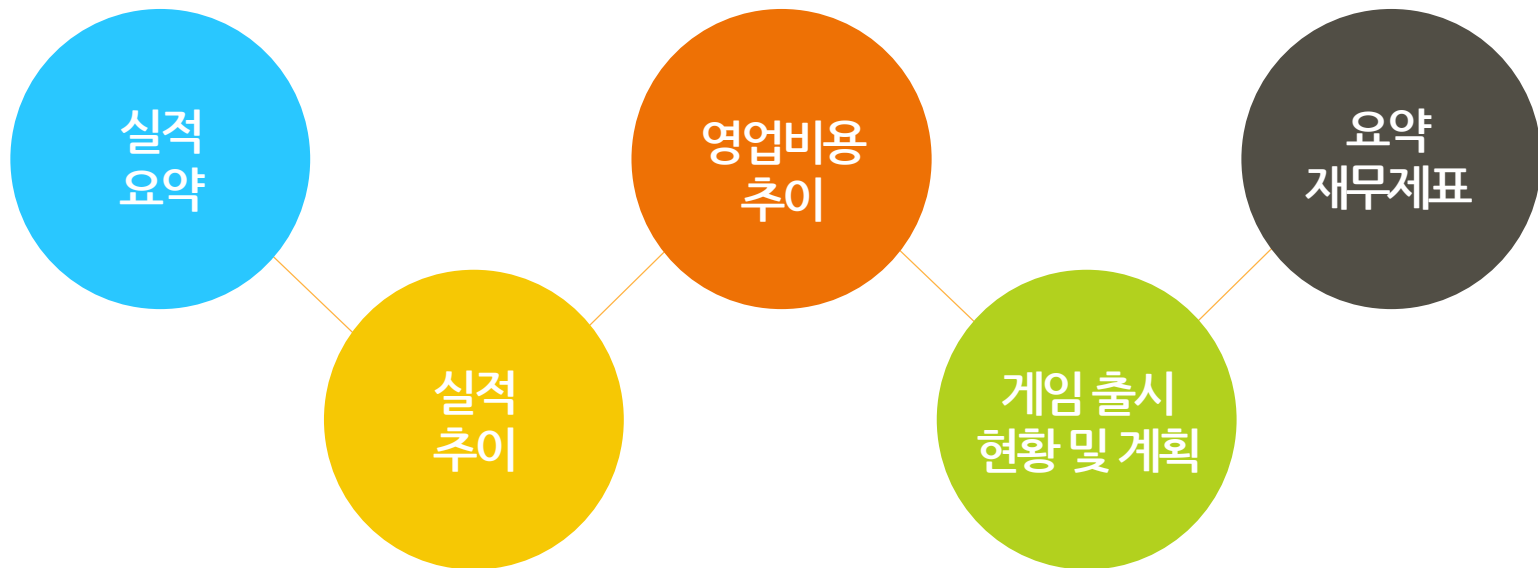 실적
요약
실적
추이
영업비용
추이
게임 출시
현황 및 계획
요약
재무제표